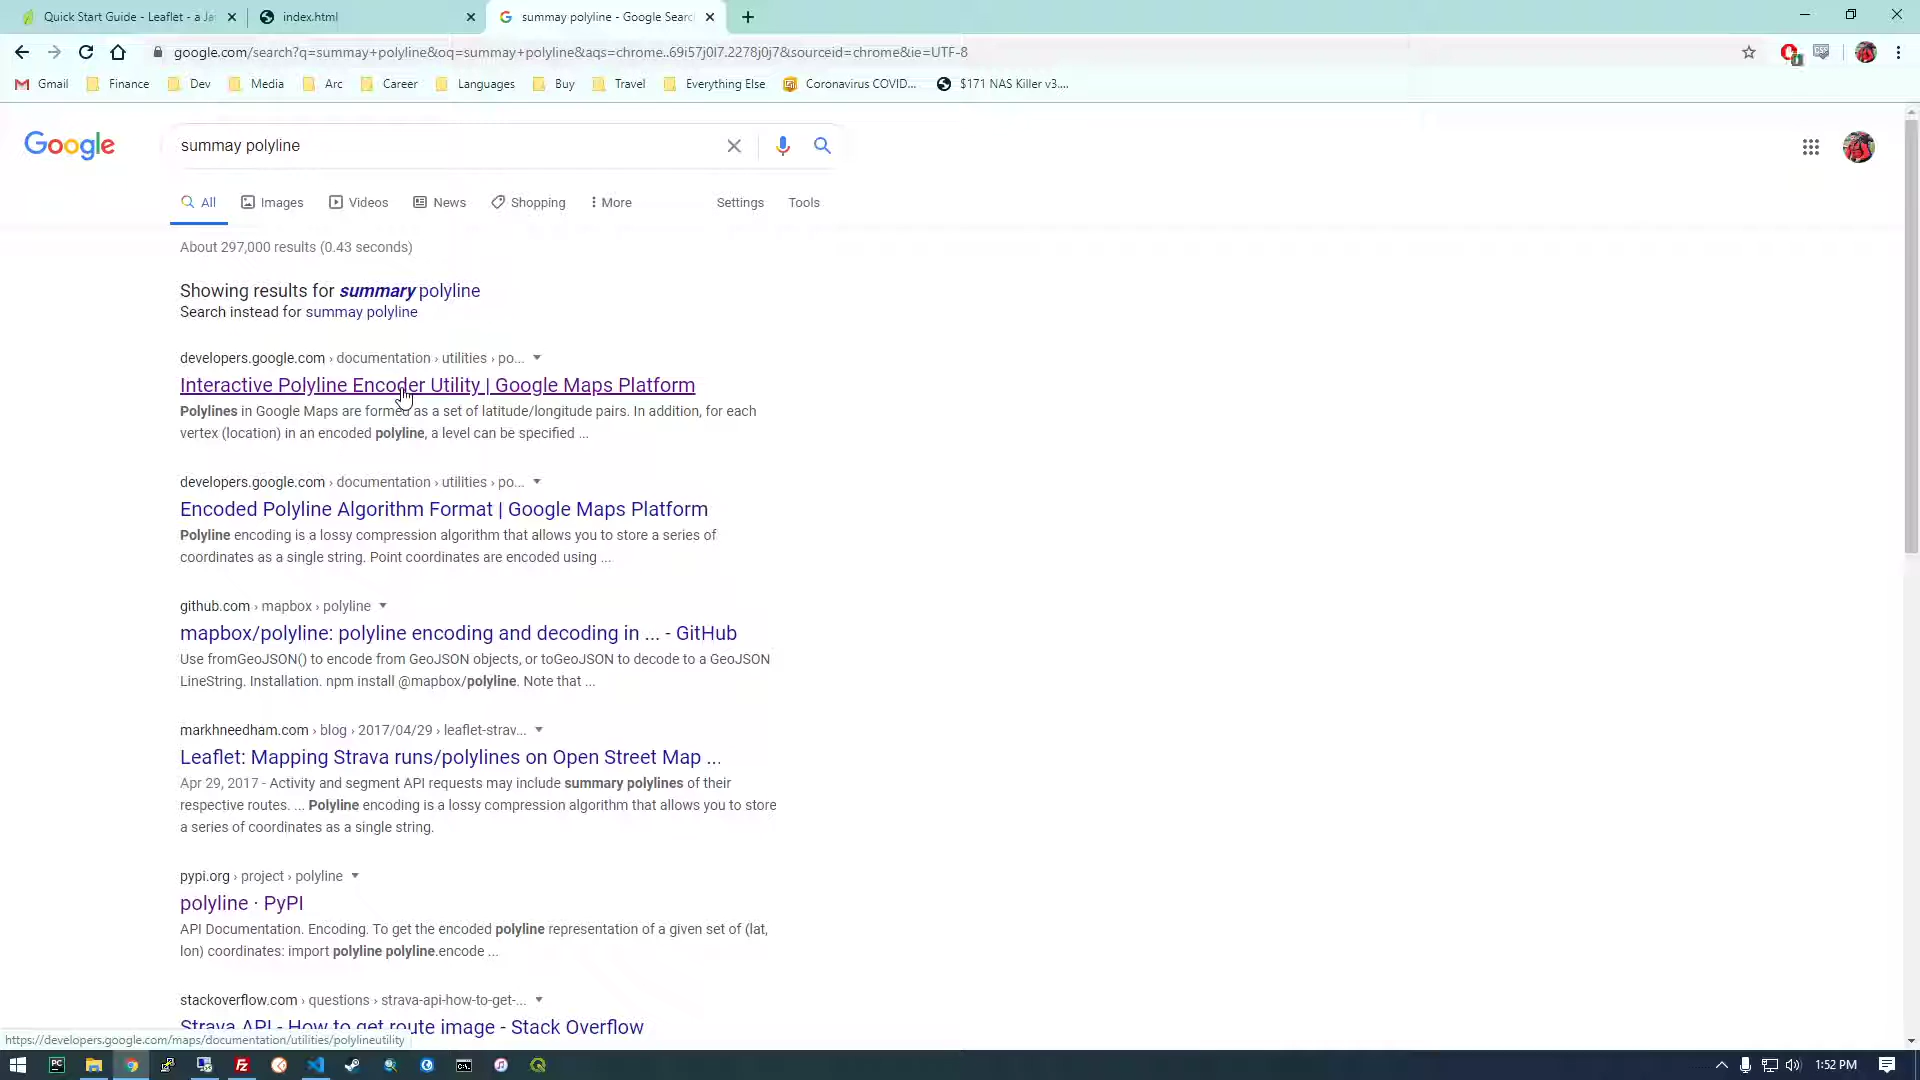 Quick Start Guide - Leaflet - a Ja
index.html
summay polyline - Google Searc
google.com/search?q=summay+polyline&oq=summay+polyline&aqs=chrome..69i57j0l7.2278j0j7&sourceid=chrome&ie=UTF-8
Gmail Finance Dev Media Arc Career Languages Buy Travel Everything Else Coronavirus COVID... $171 NAS Killer v3....
Google
summay polyline
All Images Videos News Shopping More Settings Tools
About 297,000 results (0.43 seconds)
Showing results for summary polyline
Search instead for summay polyline
developers.google.com › documentation › utilities › po...
Interactive Polyline Encoder Utility | Google Maps Platform
Polylines in Google Maps are formed as a set of latitude/longitude pairs. In addition, for each
vertex (location) in an encoded polyline, a level can be specified ...
developers.google.com › documentation › utilities › po...
Encoded Polyline Algorithm Format | Google Maps Platform
Polyline encoding is a lossy compression algorithm that allows you to store a series of
coordinates as a single string. Point coordinates are encoded using ...
github.com › mapbox › polyline
mapbox/polyline: polyline encoding and decoding in ... - GitHub
Use fromGeoJSON() to encode from GeoJSON objects, or toGeoJSON to decode to a GeoJSON
LineString. Installation. npm install @mapbox/polyline. Note that ...
markhneedham.com › blog › 2017/04/29 › leaflet-strav...
Leaflet: Mapping Strava runs/polylines on Open Street Map ...
Apr 29, 2017 - Activity and segment API requests may include summary polylines of their
respective routes. ... Polyline encoding is a lossy compression algorithm that allows you to store
a series of coordinates as a single string.
pypi.org › project › polyline
polyline · PyPI
API Documentation. Encoding. To get the encoded polyline representation of a given set of (lat,
lon) coordinates: import polyline polyline.encode ...
stackoverflow.com › questions › strava-api-how-to-get-...
Strava API - How to get route image - Stack Overflow
https://developers.google.com/maps/documentation/utilities/polylineutility
1:52 PM